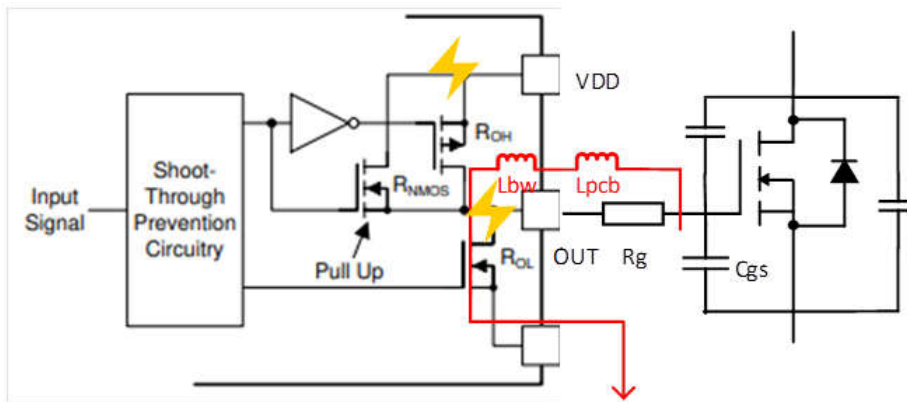 VDD
ROH
Shoot-
Through
Prevention
Circuitry
RNMOS
Lbw
Lpcb
Input
Signal
Pull Up
ROL
OUT
Rg
Cgs